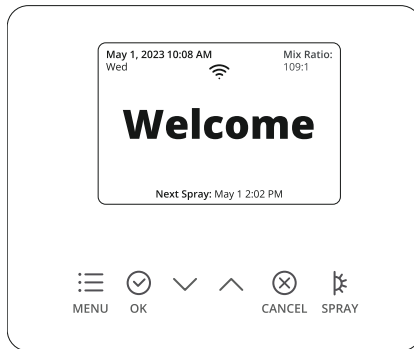 May 1, 2023 10:08 AM
Wed
Mix Ratio:
109:1
Welcome
Next Spray: May 1 2:02 PM
MENU OK CANCEL SPRAY